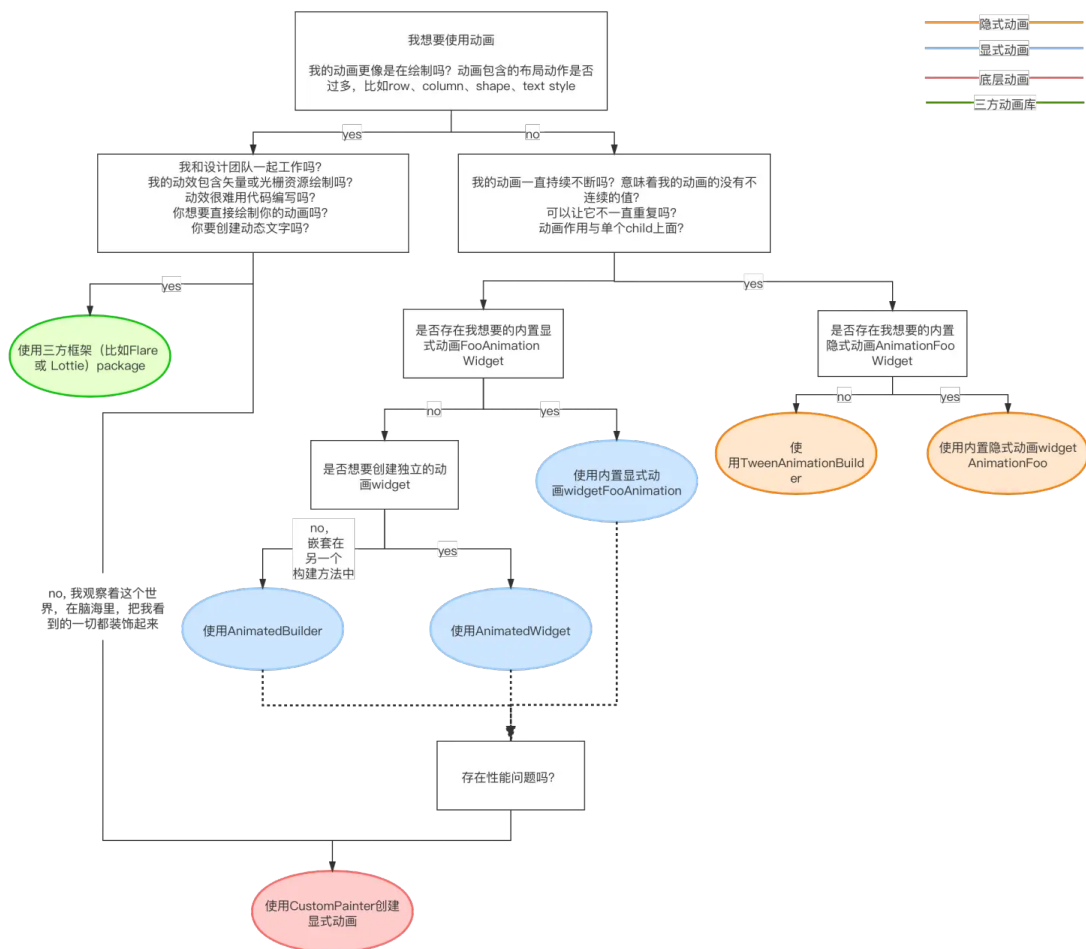 我想要使用动画
我的动画更像是在绘制吗？动画包含的布局动作是否
过多，比如row、column、shape、text style
隐式动画
显式动画
底层动画
三方动画库
yes
no
我和设计团队一起工作吗？
我的动效包含矢量或光栅资源绘制吗？
动效很难用代码编写吗？
你想要直接绘制你的动画吗？
你要创建动态文字吗？
我的动画一直持续不断吗？意味着我的动画的没有不
连续的值？
可以让它不一直重复吗？
动画作用与单个child上面？
yes
yes
使用三方框架（比如Flare
或 Lottie）package
是否存在我想要的内置显
式动画FooAnimation
Widget
是否存在我想要的内置
隐式动画AnimationFoo
Widget
no
yes
no
yes
是否想要创建独立的动
画widget
使用内置显式动
画widgetFooAnimation
使
用TweenAnimationBuild
er
使用内置隐式动画widget
AnimationFoo
no，
嵌套在
另一个
构建方法中
yes
no, 我观察着这个世
界，在脑海里，把我看
到的一切都装饰起来
使用AnimatedBuilder
使用AnimatedWidget
存在性能问题吗？
使用CustomPainter创建
显式动画